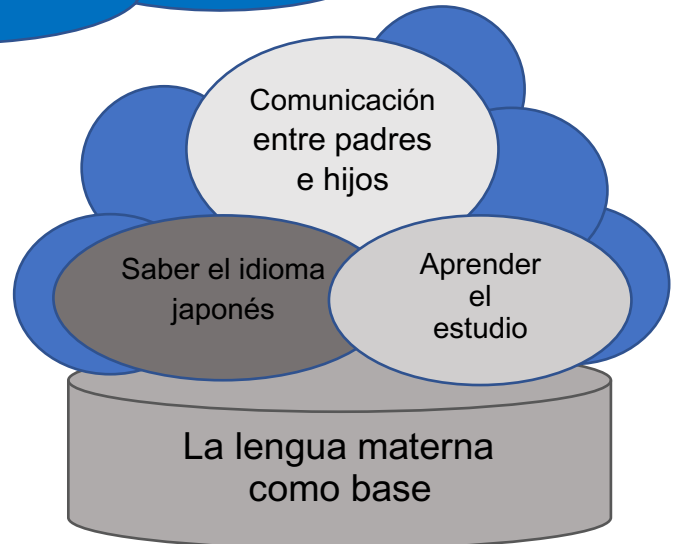 Comunicación
entre padres
e hijos
Saber el idioma
japonés
Aprender
el
estudio
La lengua materna
como base